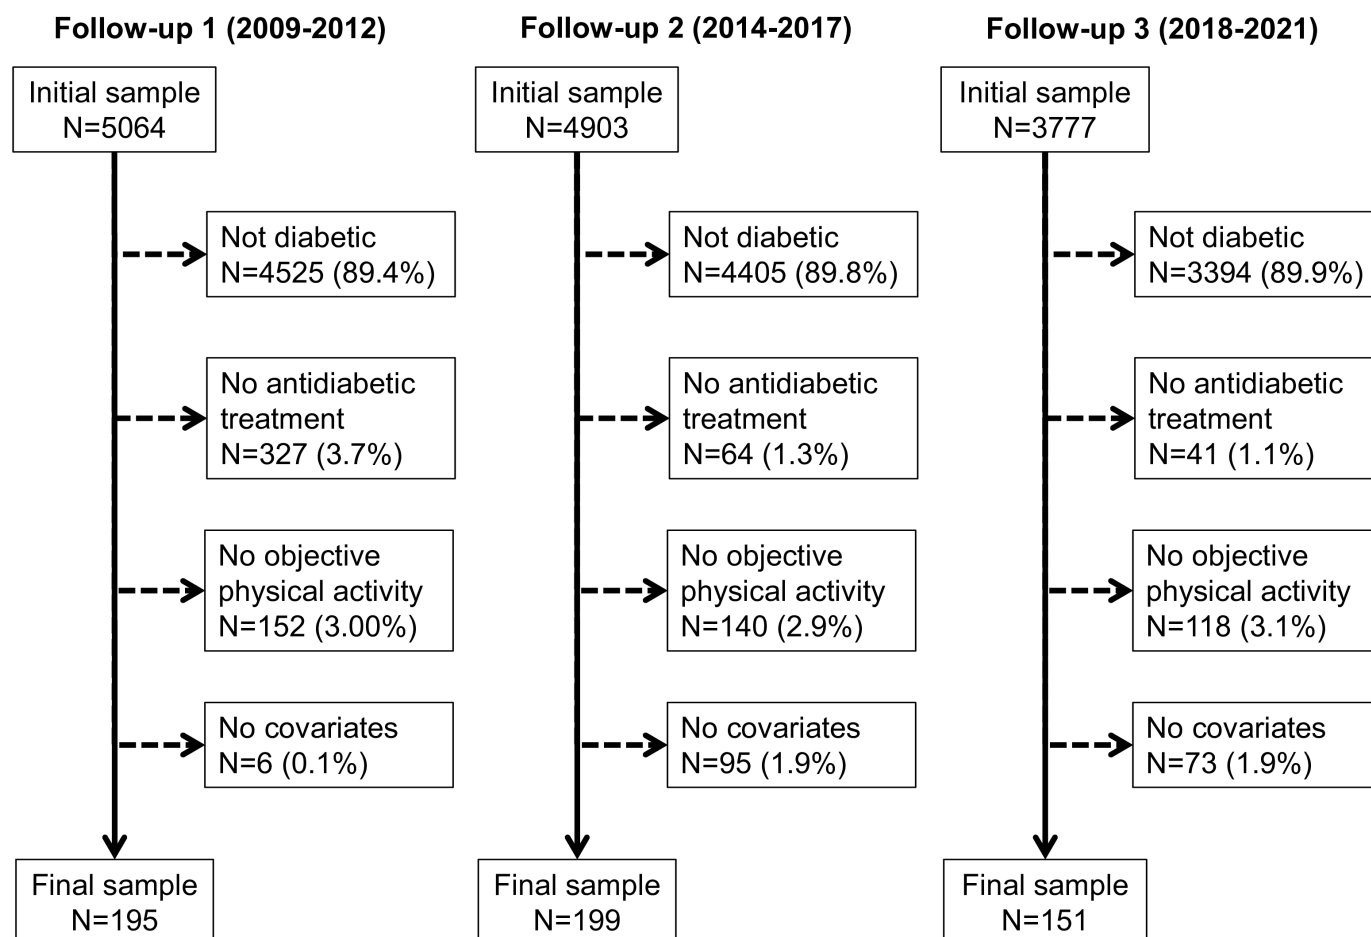 Follow-up 1 (2009-2012)
Initial sample
N=5064
Not diabetic
N=4525 (89.4%)
No antidiabetic
treatment
N=327 (3.7%)
No objective
physical activity
N=152 (3.00%)
No covariates
N=6 (0.1%)
Final sample
N=195
Follow-up 2 (2014-2017)
Initial sample
N=4903
Not diabetic
N=4405 (89.8%)
No antidiabetic
treatment
N=64 (1.3%)
No objective
physical activity
N=140 (2.9%)
No covariates
N=95 (1.9%)
Final sample
N=199
Follow-up 3 (2018-2021)
Initial sample
N=3777
Not diabetic
N=3394 (89.9%)
No antidiabetic
treatment
N=41 (1.1%)
No objective
physical activity
N=118 (3.1%)
No covariates
N=73 (1.9%)
Final sample
N=151